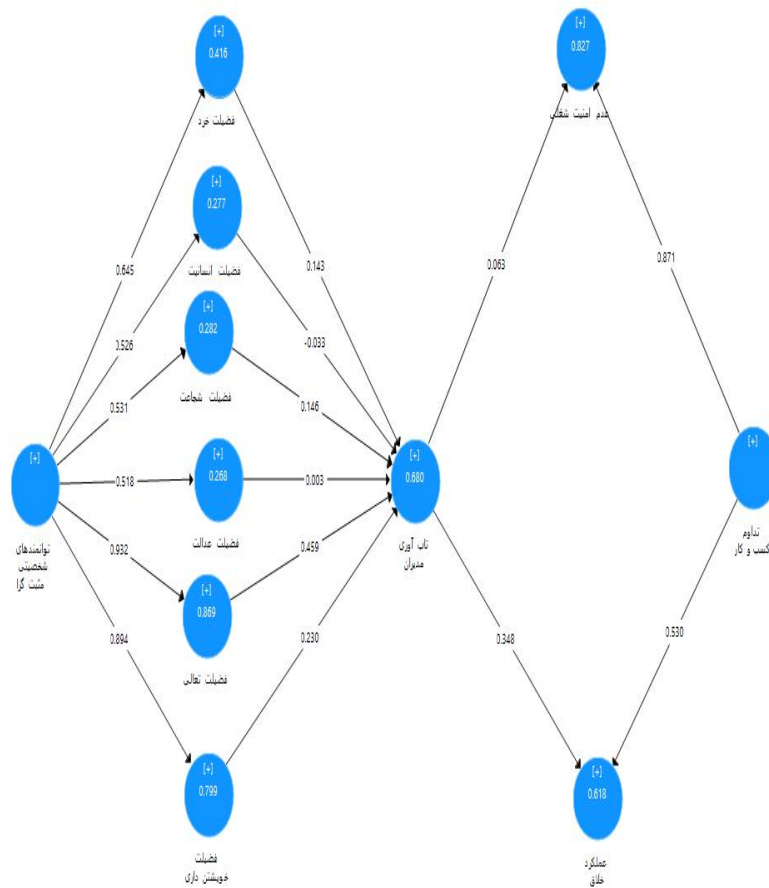 [+]
0.416
فضیلت خرد
[+]
0.827
عدم امنیت شغلی
[+]
0.277
فضیلت انسانیت
0.645
0.143
0.063
0.871
[+]
0.282
فضیلت شجاعت
0.526
-0.033
0.531
0.146
[+]
توانمندهای
شخصیتی
مثبت گرا
0.518
[+]
0.268
فضیلت عدالت
0.003
[+]
0.680
تاب آوری
مدیران
[+]
تداوم
کسب و کار
0.932
0.459
[+]
0.869
فضیلت تعالی
0.894
0.230
0.348
0.530
[+]
0.799
فضیلت
خویشتن داری
[+]
0.618
عملکرد
خلاق